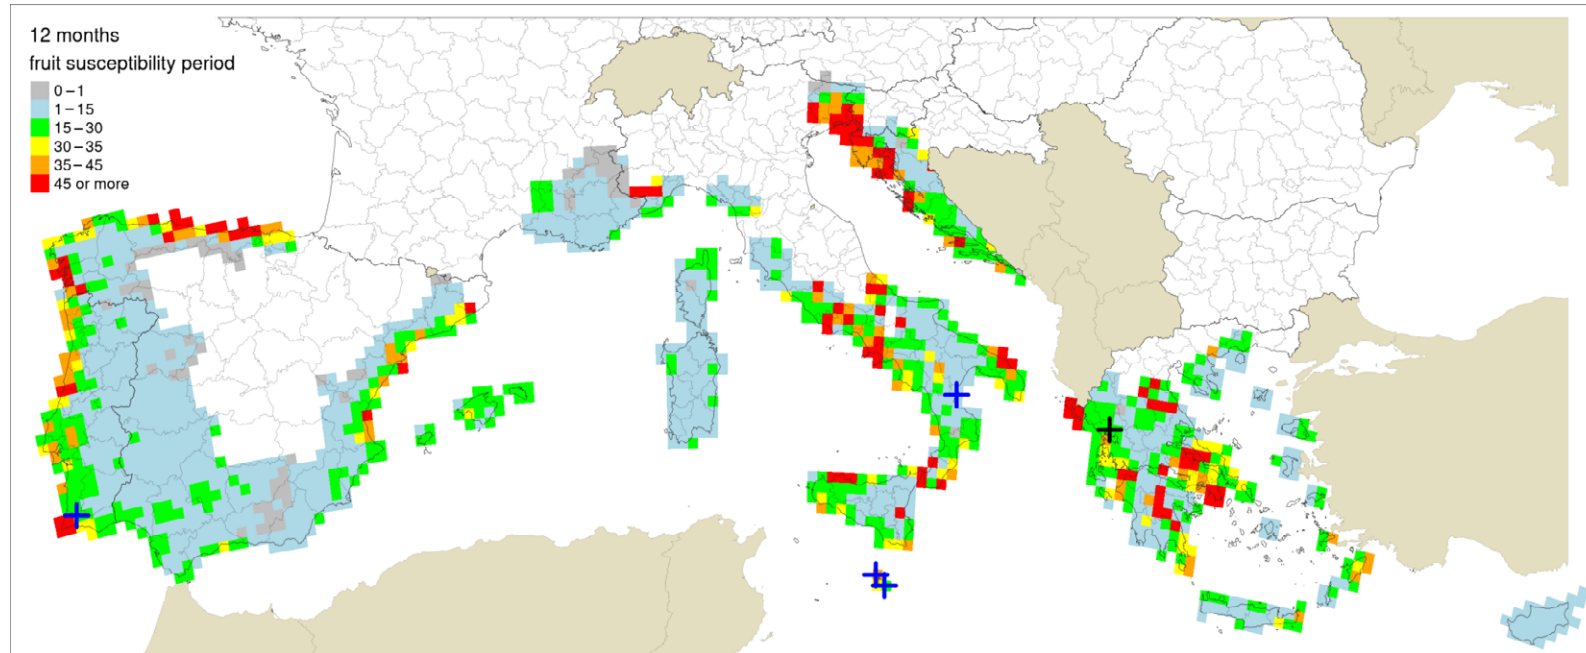 12 months
fruit susceptibility period
0–1
1–15
15–30
30–35
35–45
45 or more